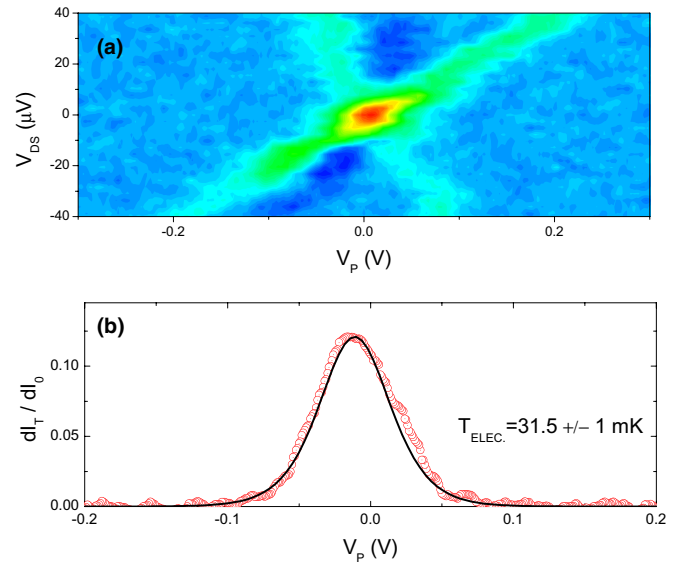 (a)
40
20
0
-20
-40
V_DS (μV)
-0.2 0.0 0.2
V_P (V)
(b)
0.10
0.05
0.00
dI_T / dI_0
T_ELEC.=31.5 +/− 1 mK
-0.2 -0.1 0.0 0.1 0.2
V_P (V)